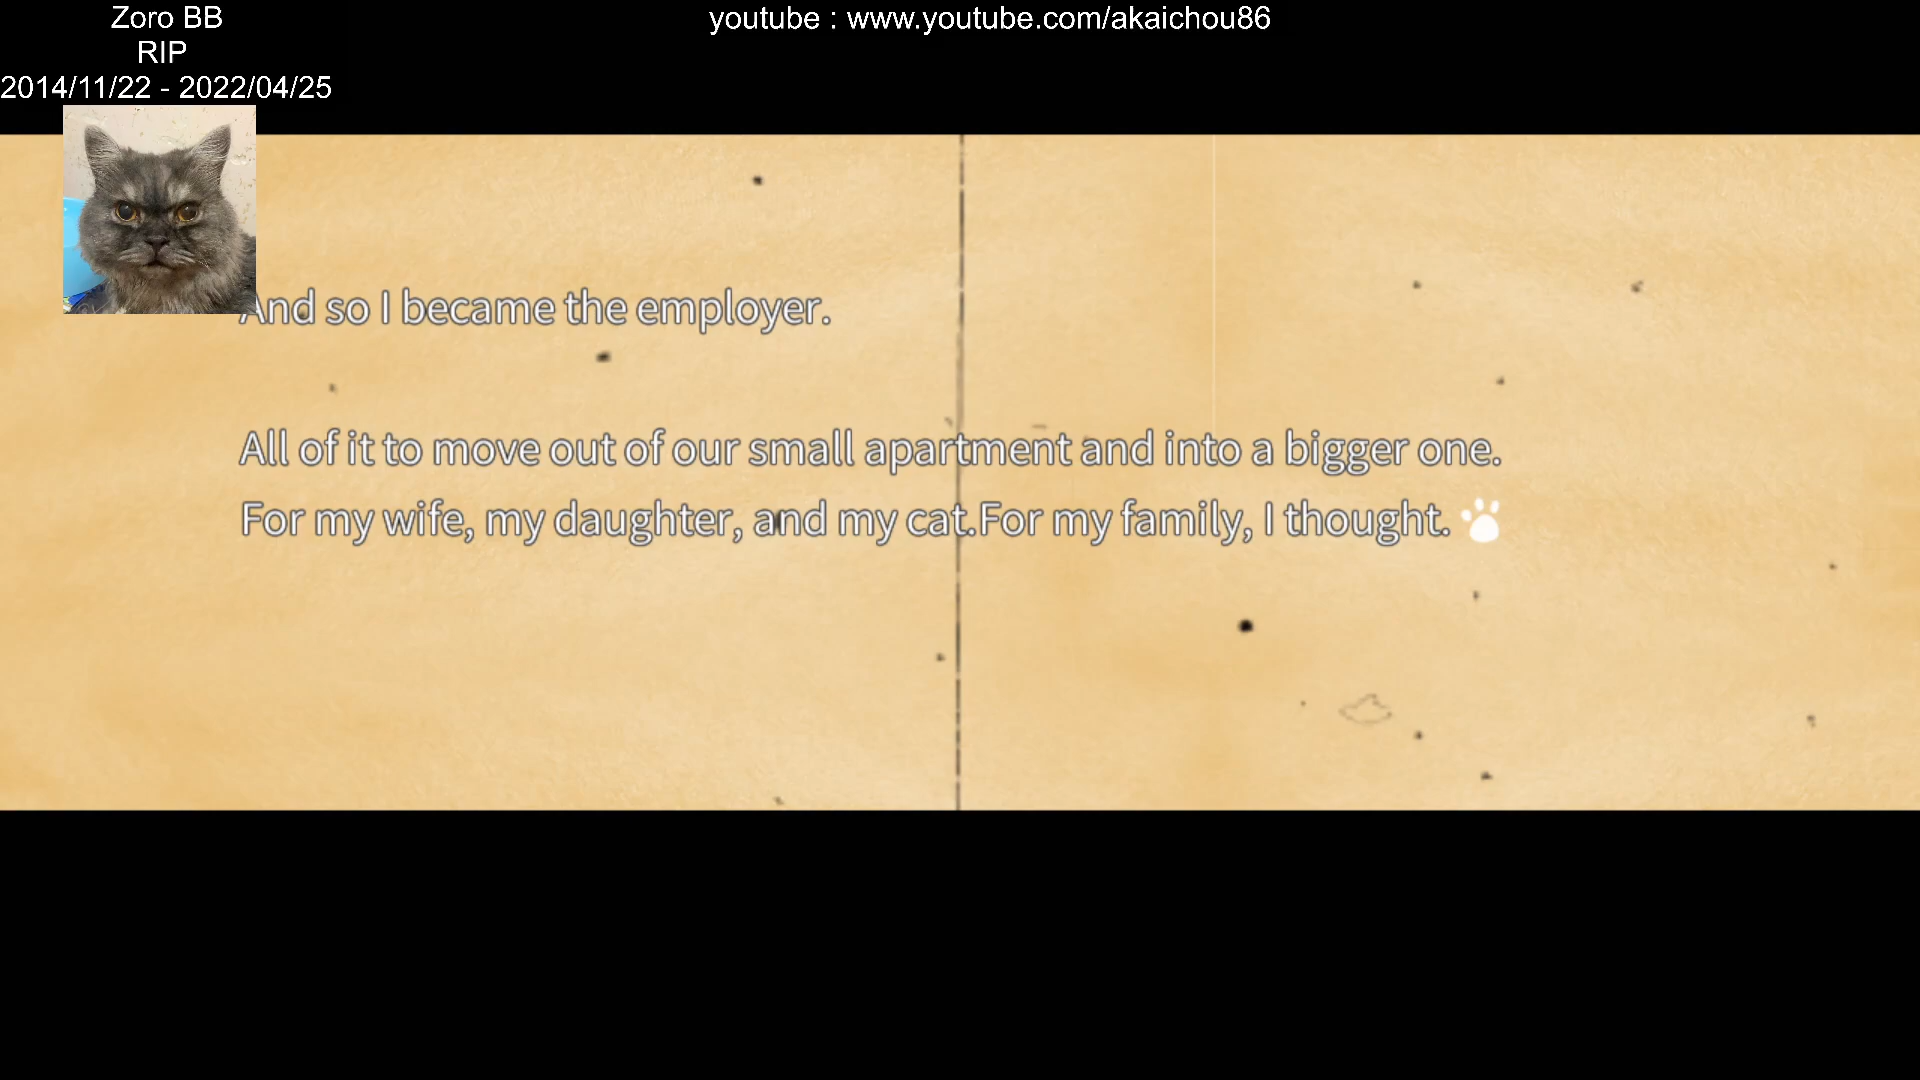 Zoro BB
RIP
2014/11/22 - 2022/04/25
youtube : www.youtube.com/akaichou86
And so I became the employer.
All of it to move out of our small apartment and into a bigger one.
For my wife, my daughter, and my cat.For my family, I thought.